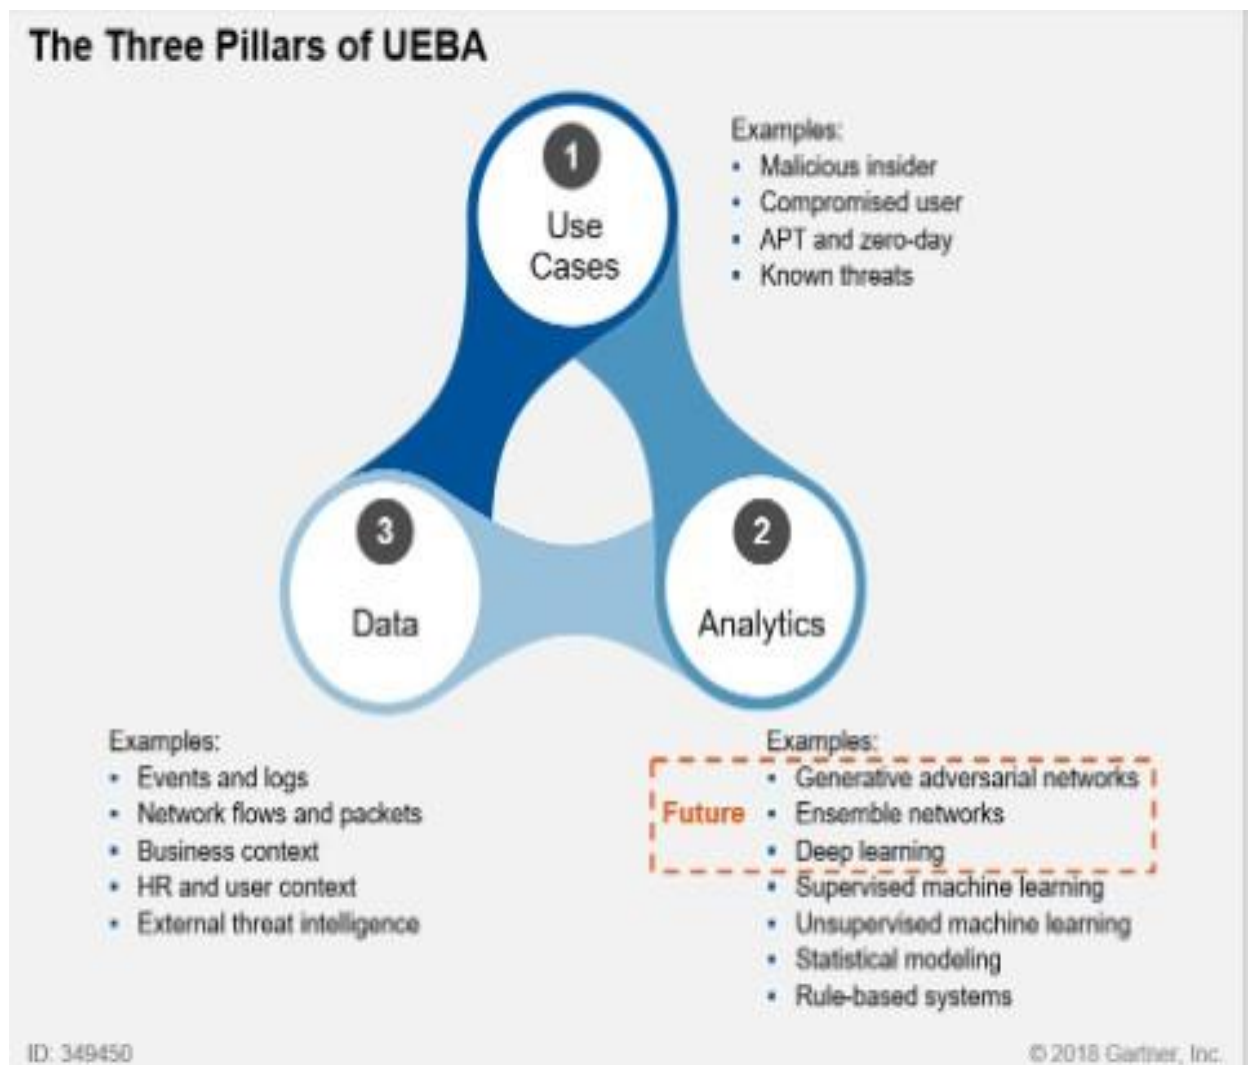 The Three Pillars of UEBA
1
Use
Cases
Examples:
• Malicious insider
• Compromised user
• APT and zero-day
• Known threats
3
Data
2
Analytics
Examples:
• Events and logs
• Network flows and packets
• Business context
• HR and user context
• External threat intelligence
Examples:
Future
• Generative adversarial networks
• Ensemble networks
• Deep learning
• Supervised machine learning
• Unsupervised machine learning
• Statistical modeling
• Rule-based systems
ID: 349450
© 2018 Gartner, Inc.